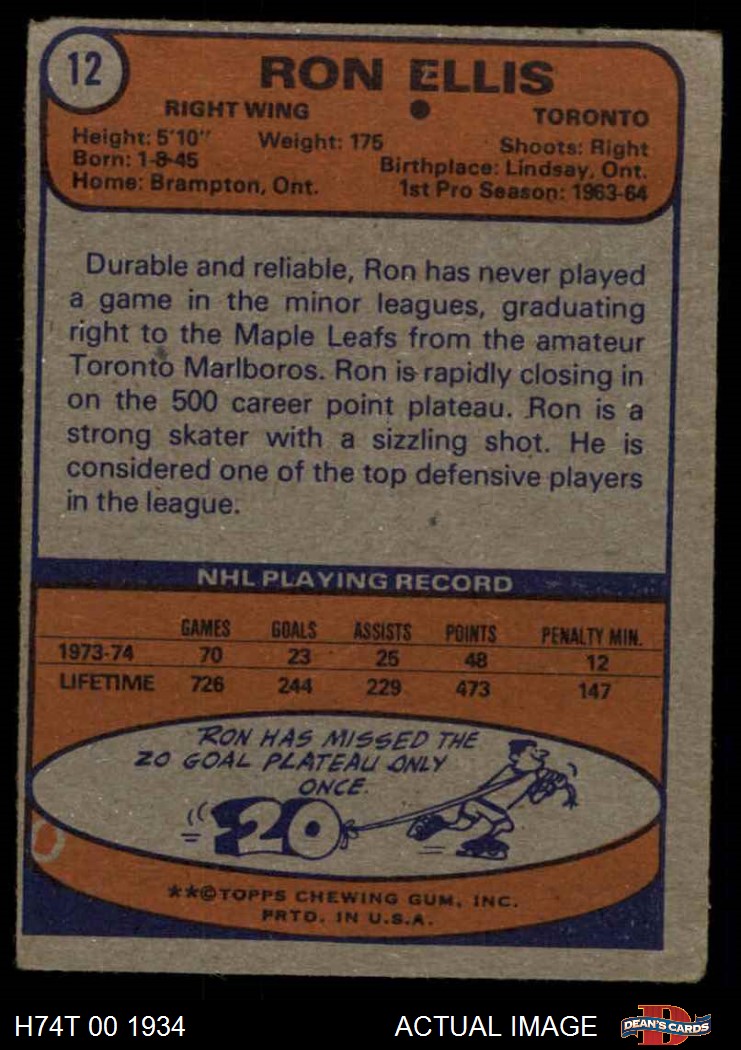 12
RON ELLIS
RIGHT WING TORONTO
Height: 5'10" Weight: 175 Shoots: Right
Born: 1-8-45 Birthplace: Lindsay, Ont.
Home: Brampton, Ont. 1st Pro Season: 1963-64
Durable and reliable, Ron has never played
a game in the minor leagues, graduating
right to the Maple Leafs from the amateur
Toronto Marlboros. Ron is rapidly closing in
on the 500 career point plateau. Ron is a
strong skater with a sizzling shot. He is
considered one of the top defensive players
in the league.
NHL PLAYING RECORD
GAMES GOALS ASSISTS POINTS PENALTY MIN.
1973-74 70 23 25 48 12
LIFETIME 726 244 229 473 147
RON HAS MISSED THE
20 GOAL PLATEAU ONLY
ONCE.
20
**©TOPPS CHEWING GUM, INC.
PRTD. IN U.S.A.
H74T 00 1934 ACTUAL IMAGE D DEAN'S CARDS